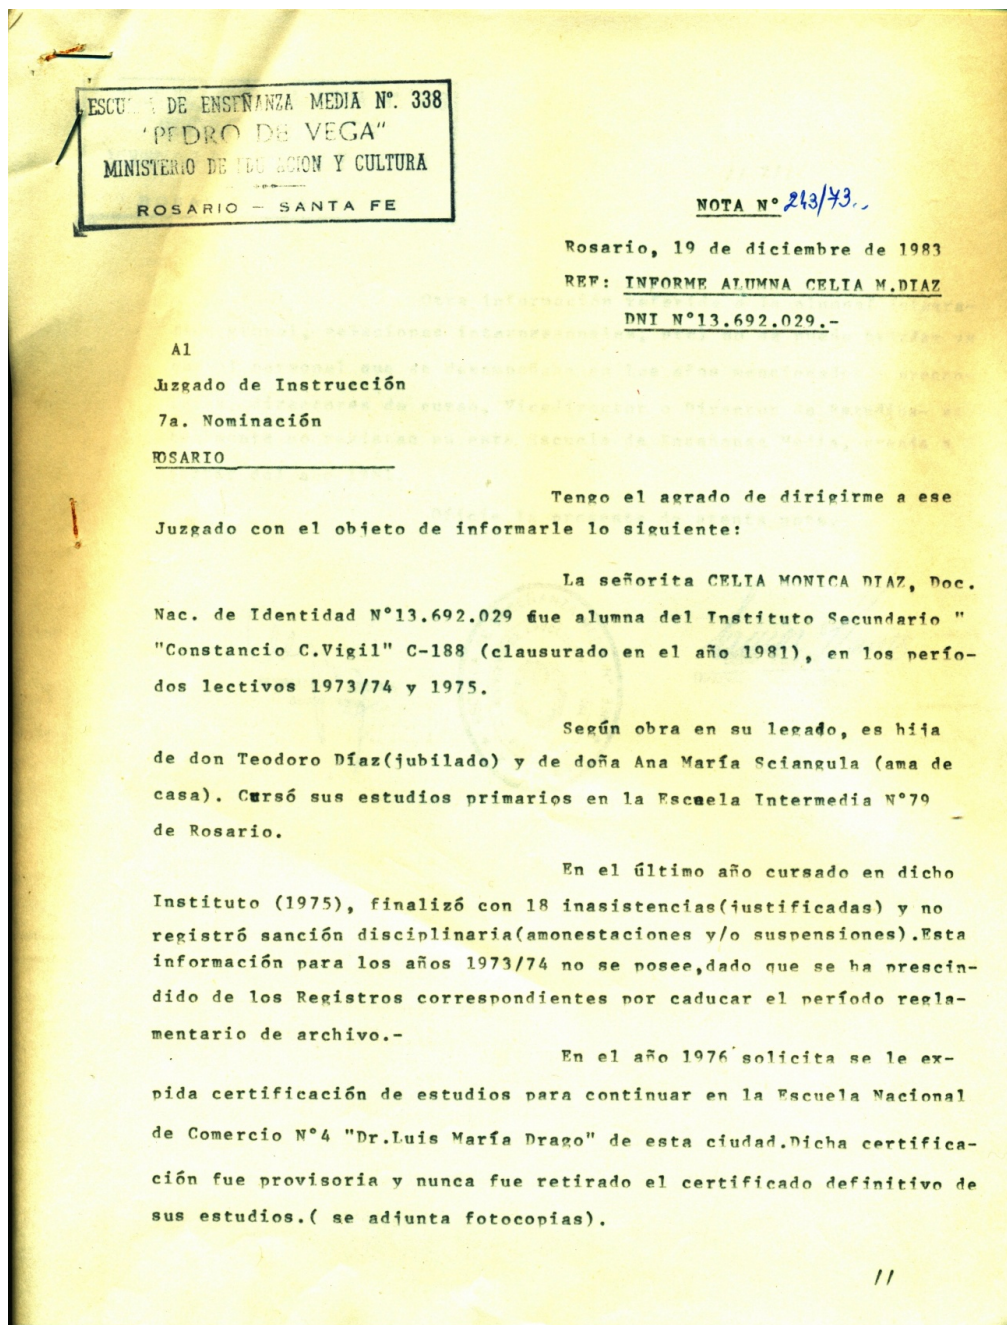 ESCU DE ENSEÑANZA MEDIA Nº. 338
"PEDRO DE VEGA"
MINISTERIO DE EDUCACION Y CULTURA
ROSARIO - SANTA FE
NOTA N° 243/73..
Rosario, 19 de diciembre de 1983
REF: INFORME ALUMNA CELIA M.DIAZ
DNI N°13.692.029.-
Al
Juzgado de Instrucción
7a. Nominación
ROSARIO
Tengo el agrado de dirigirme a ese
Juzgado con el objeto de informarle lo siguiente:
La señorita CELIA MONICA DIAZ, Doc.
Nac. de Identidad N°13.692.029 fue alumna del Instituto Secundario "
"Constancio C.Vigil" C-188 (clausurado en el año 1981), en los perío-
dos lectivos 1973/74 y 1975.
Según obra en su legado, es hija
de don Teodoro Díaz(jubilado) y de doña Ana María Sciangula (ama de
casa). Cursó sus estudios primarios en la Escuela Intermedia N°79
de Rosario.
En el último año cursado en dicho
Instituto (1975), finalizó con 18 inasistencias(justificadas) y no
registró sanción disciplinaria(amonestaciones y/o suspensiones).Esta
información para los años 1973/74 no se posee,dado que se ha prescin-
dido de los Registros correspondientes por caducar el período regla-
mentario de archivo.-
En el año 1976 solicita se le ex-
pida certificación de estudios para continuar en la Escuela Nacional
de Comercio N°4 "Dr.Luis María Drago" de esta ciudad.Dicha certifica-
ción fue provisoria y nunca fue retirado el certificado definitivo de
sus estudios.( se adjunta fotocopias).
//